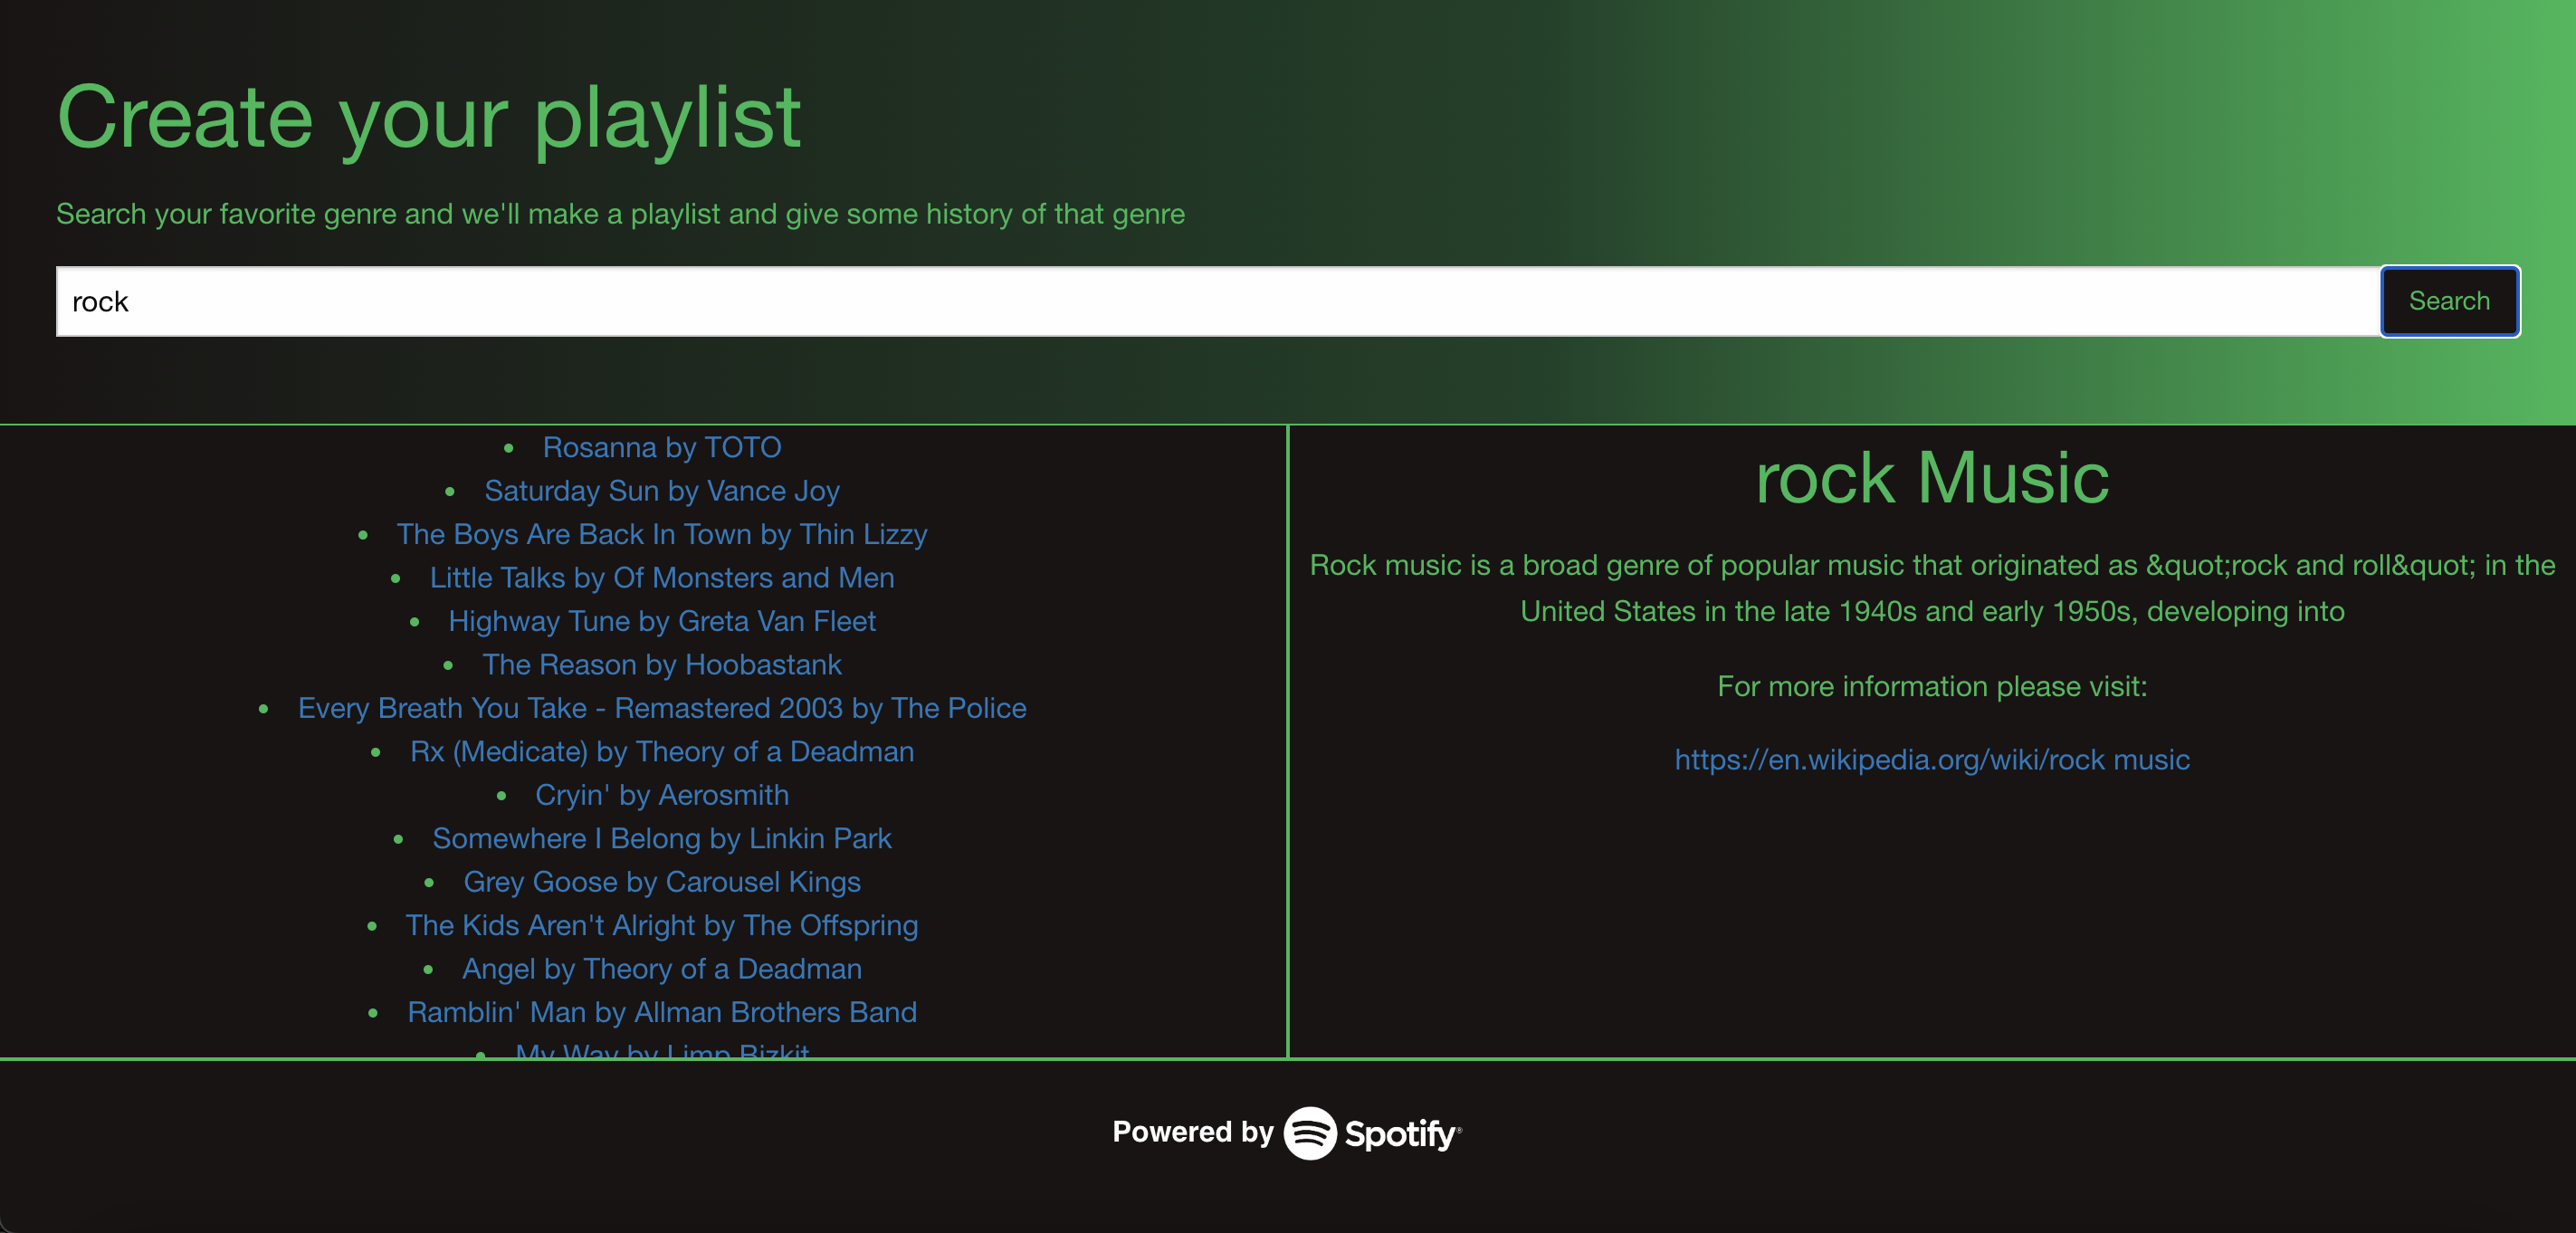 Create your playlist
Search your favorite genre and we'll make a playlist and give some history of that genre
rock
Search
Rosanna by TOTO
Saturday Sun by Vance Joy
The Boys Are Back In Town by Thin Lizzy
Little Talks by Of Monsters and Men
Highway Tune by Greta Van Fleet
The Reason by Hoobastank
Every Breath You Take - Remastered 2003 by The Police
Rx (Medicate) by Theory of a Deadman
Cryin' by Aerosmith
Somewhere I Belong by Linkin Park
Grey Goose by Carousel Kings
The Kids Aren't Alright by The Offspring
Angel by Theory of a Deadman
Ramblin' Man by Allman Brothers Band
My Way by Limp Bizkit
rock Music
Rock music is a broad genre of popular music that originated as &quot;rock and roll&quot; in the
United States in the late 1940s and early 1950s, developing into
For more information please visit:
https://en.wikipedia.org/wiki/rock music
Powered by Spotify®